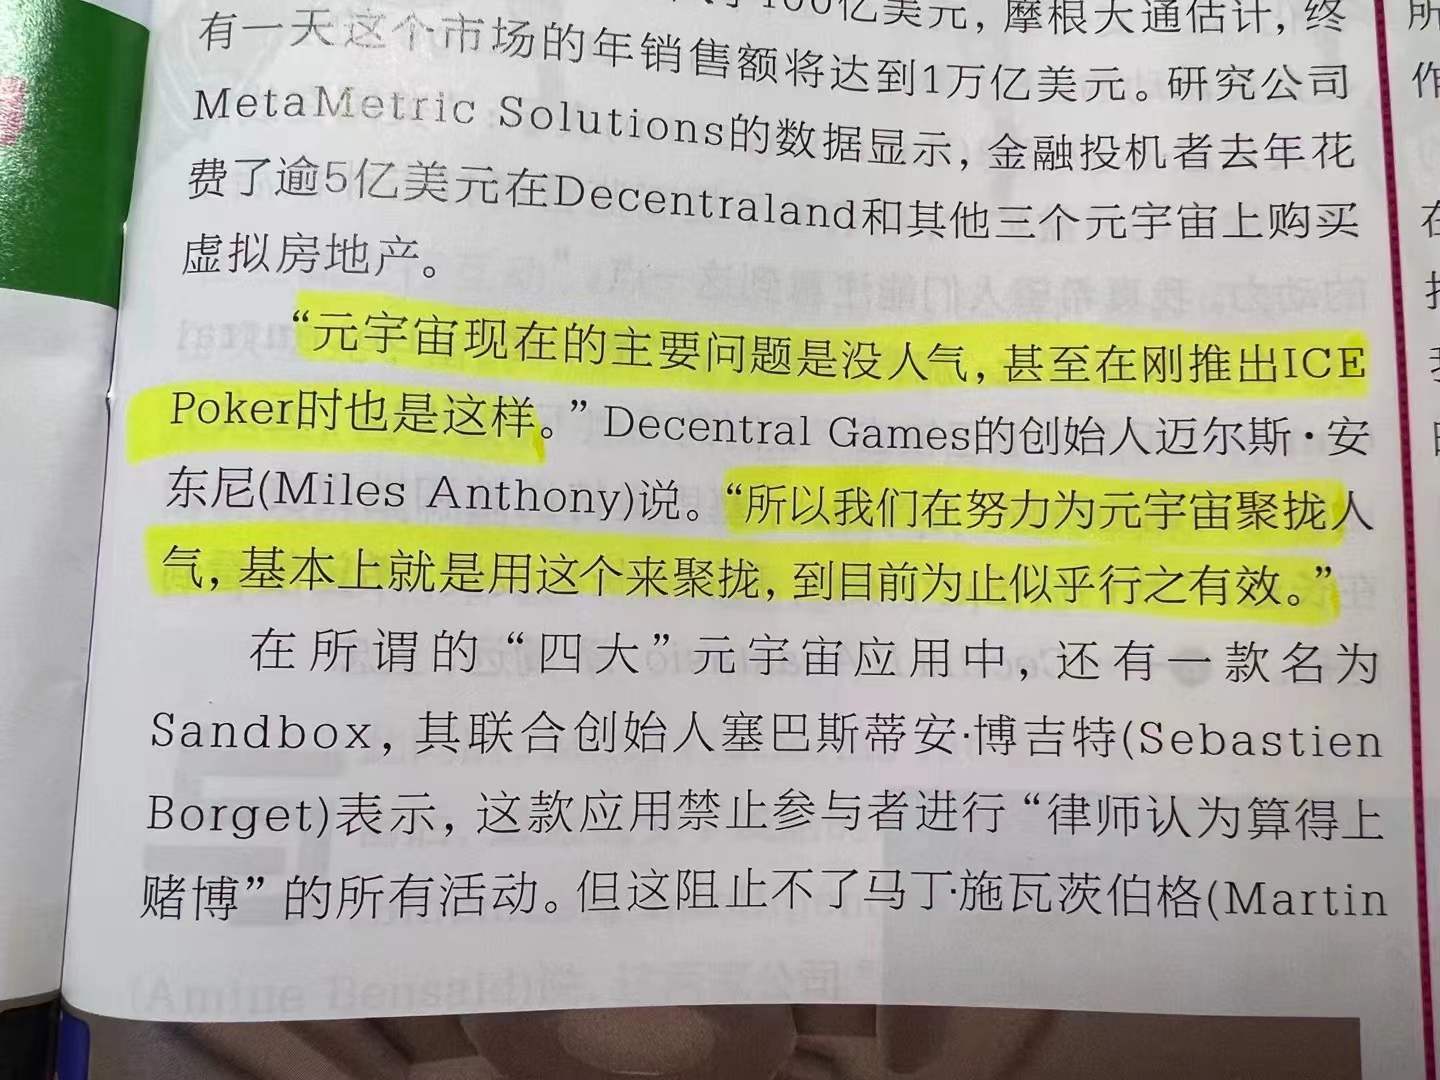 100亿美元，摩根大通估计，终
有一天这个市场的年销售额将达到1万亿美元。研究公司
MetaMetric Solutions的数据显示，金融投机者去年花
费了逾5亿美元在Decentraland和其他三个元宇宙上购买
虚拟房地产。
“元宇宙现在的主要问题是没人气，甚至在刚推出ICE
Poker时也是这样。”Decentral Games的创始人迈尔斯·安
东尼(Miles Anthony)说。“所以我们在努力为元宇宙聚拢人
气，基本上就是用这个来聚拢，到目前为止似乎行之有效。”
在所谓的“四大”元宇宙应用中，还有一款名为
Sandbox，其联合创始人塞巴斯蒂安·博吉特(Sebastien
Borget)表示，这款应用禁止参与者进行“律师认为算得上
赌博”的所有活动。但这阻止不了马丁·施瓦茨伯格(Martin